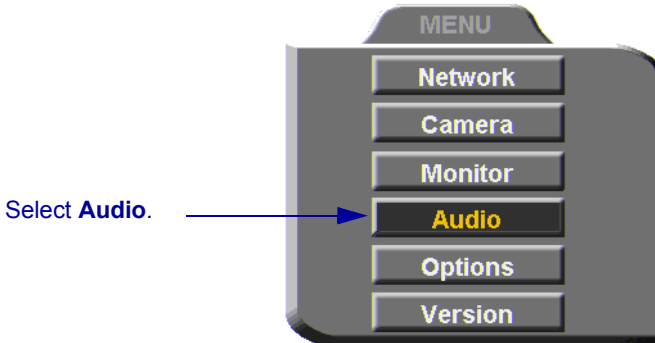 MENU
Network
Camera
Monitor
Select Audio.
Audio
Options
Version